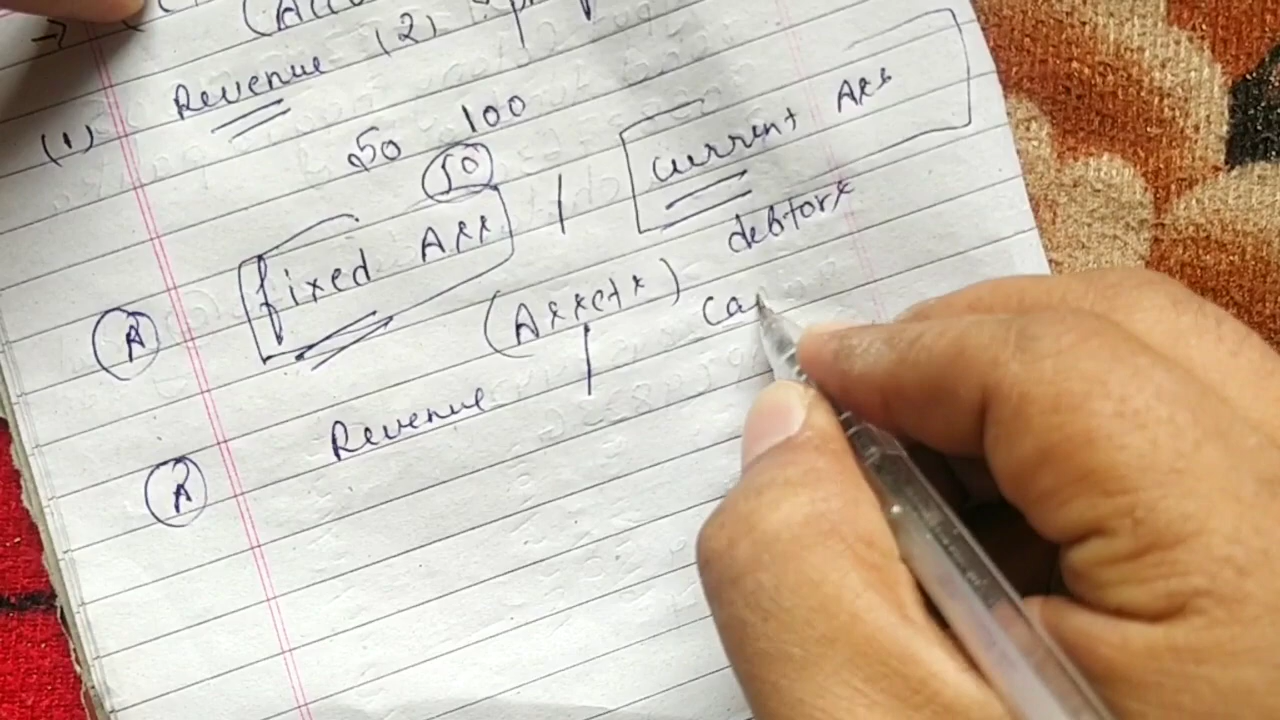 Revenue (2)
(1)
50 100
50
fixed Ass / current Ass
debtors
(Assets)
Ca
Revenue /